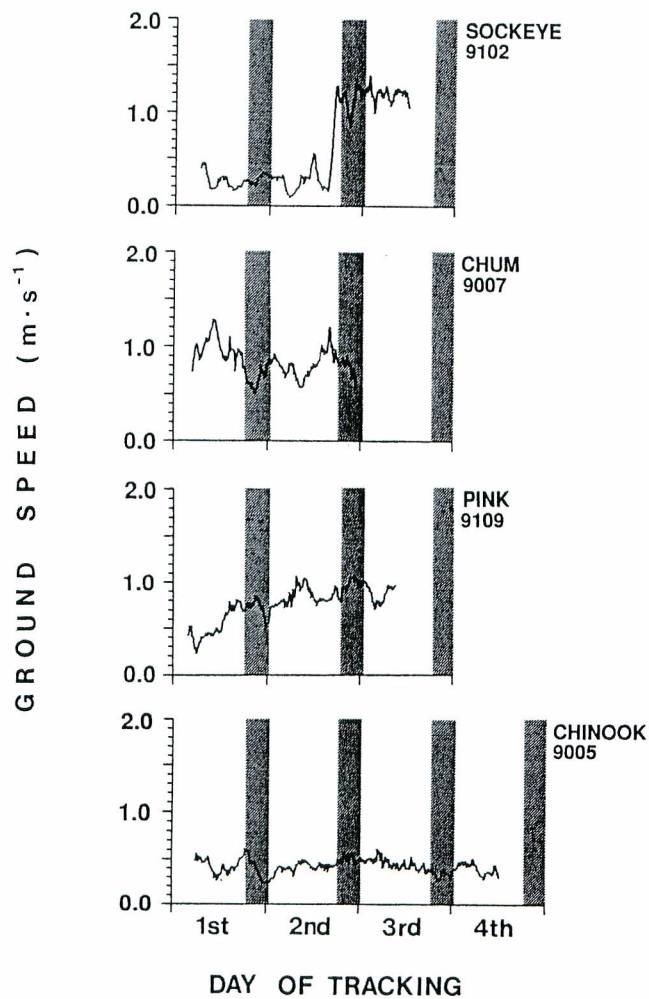 2.0
SOCKEYE
9102
1.0
0.0
2.0
CHUM
9007
1.0
0.0
2.0
PINK
9109
1.0
0.0
2.0
CHINOOK
9005
1.0
0.0
GROUND SPEED (m·s⁻¹)
1st 2nd 3rd 4th
DAY OF TRACKING